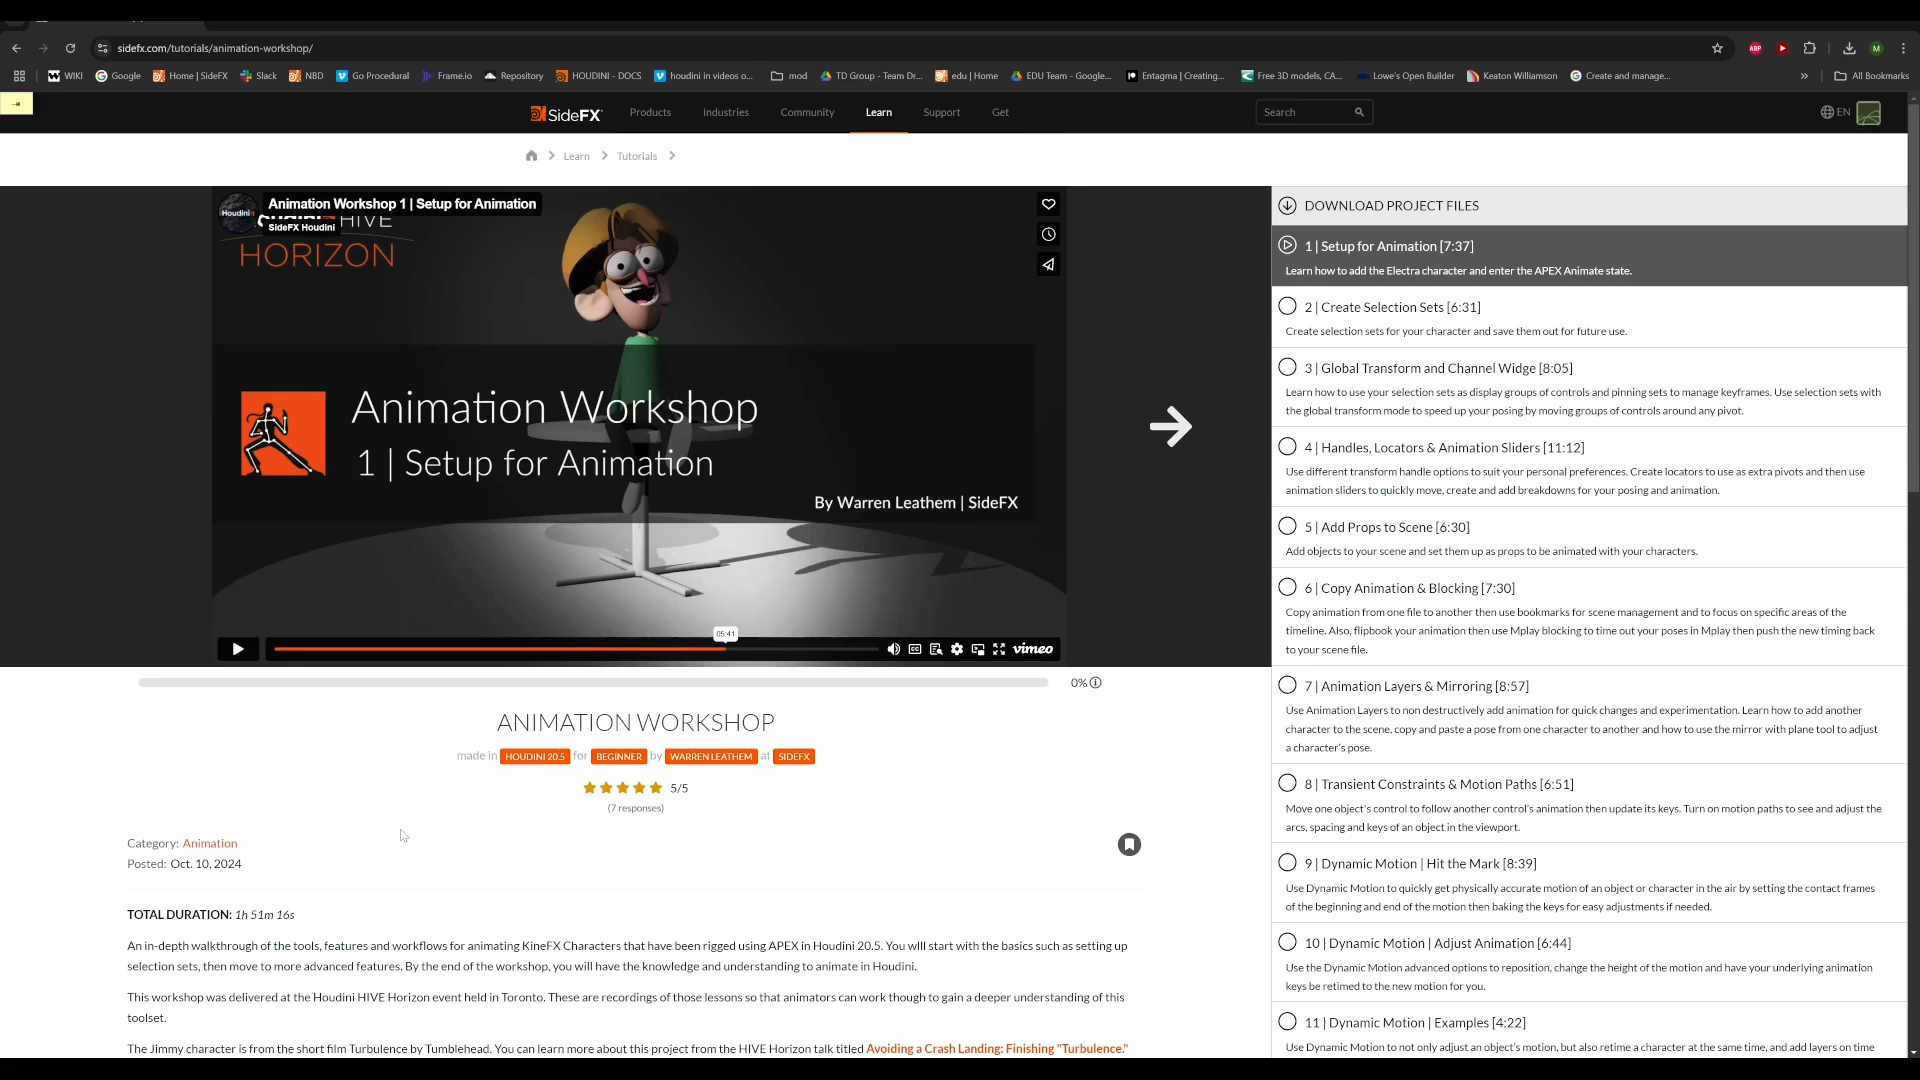 sidefx.com/tutorials/animation-workshop/
ABP
M
WIKI
Google
Home | SideFX
Slack
NBD
Go Procedural
Frame.io
Repository
HOUDINI - DOCS
houdini in videos o...
mod
TD Group - Team Dr...
edu | Home
EDU Team - Google...
Entagma | Creating...
Free 3D models, CA...
Lowe's Open Builder
Keaton Williamson
Create and manage...
»
All Bookmarks
SideFX
Products
Industries
Community
Learn
Support
Get
Search
EN
Learn
Tutorials
Houdini
Animation Workshop 1 | Setup for Animation
SideFX Houdini
HIVE
HORIZON
Animation Workshop
1 | Setup for Animation
By Warren Leathem | SideFX
05:41
CC
vimeo
0%
ANIMATION WORKSHOP
made in HOUDINI 20.5 for BEGINNER by WARREN LEATHEM at SIDEFX
5/5
(7 responses)
Category: Animation
Posted: Oct. 10, 2024
TOTAL DURATION: 1h 51m 16s
An in-depth walkthrough of the tools, features and workflows for animating KineFX Characters that have been rigged using APEX in Houdini 20.5. You wIll start with the basics such as setting up
selection sets, then move to more advanced features. By the end of the workshop, you will have the knowledge and understanding to animate in Houdini.
This workshop was delivered at the Houdini HIVE Horizon event held in Toronto. These are recordings of those lessons so that animators can work though to gain a deeper understanding of this
toolset.
The Jimmy character is from the short film Turbulence by Tumblehead. You can learn more about this project from the HIVE Horizon talk titled Avoiding a Crash Landing: Finishing "Turbulence."
DOWNLOAD PROJECT FILES
1 | Setup for Animation [7:37]
Learn how to add the Electra character and enter the APEX Animate state.
2 | Create Selection Sets [6:31]
Create selection sets for your character and save them out for future use.
3 | Global Transform and Channel Widge [8:05]
Learn how to use your selection sets as display groups of controls and pinning sets to manage keyframes. Use selection sets with
the global transform mode to speed up your posing by moving groups of controls around any pivot.
4 | Handles, Locators & Animation Sliders [11:12]
Use different transform handle options to suit your personal preferences. Create locators to use as extra pivots and then use
animation sliders to quickly move, create and add breakdowns for your posing and animation.
5 | Add Props to Scene [6:30]
Add objects to your scene and set them up as props to be animated with your characters.
6 | Copy Animation & Blocking [7:30]
Copy animation from one file to another then use bookmarks for scene management and to focus on specific areas of the
timeline. Also, flipbook your animation then use Mplay blocking to time out your poses in Mplay then push the new timing back
to your scene file.
7 | Animation Layers & Mirroring [8:57]
Use Animation Layers to non destructively add animation for quick changes and experimentation. Learn how to add another
character to the scene, copy and paste a pose from one character to another and how to use the mirror with plane tool to adjust
a character's pose.
8 | Transient Constraints & Motion Paths [6:51]
Move one object's control to follow another control's animation then update its keys. Turn on motion paths to see and adjust the
arcs, spacing and keys of an object in the viewport.
9 | Dynamic Motion | Hit the Mark [8:39]
Use Dynamic Motion to quickly get physically accurate motion of an object or character in the air by setting the contact frames
of the beginning and end of the motion then baking the keys for easy adjustments if needed.
10 | Dynamic Motion | Adjust Animation [6:44]
Use the Dynamic Motion advanced options to reposition, change the height of the motion and have your underlying animation
keys be retimed to the new motion for you.
11 | Dynamic Motion | Examples [4:22]
Use Dynamic Motion to not only adjust an object's motion, but also retime a character at the same time, and add layers on time